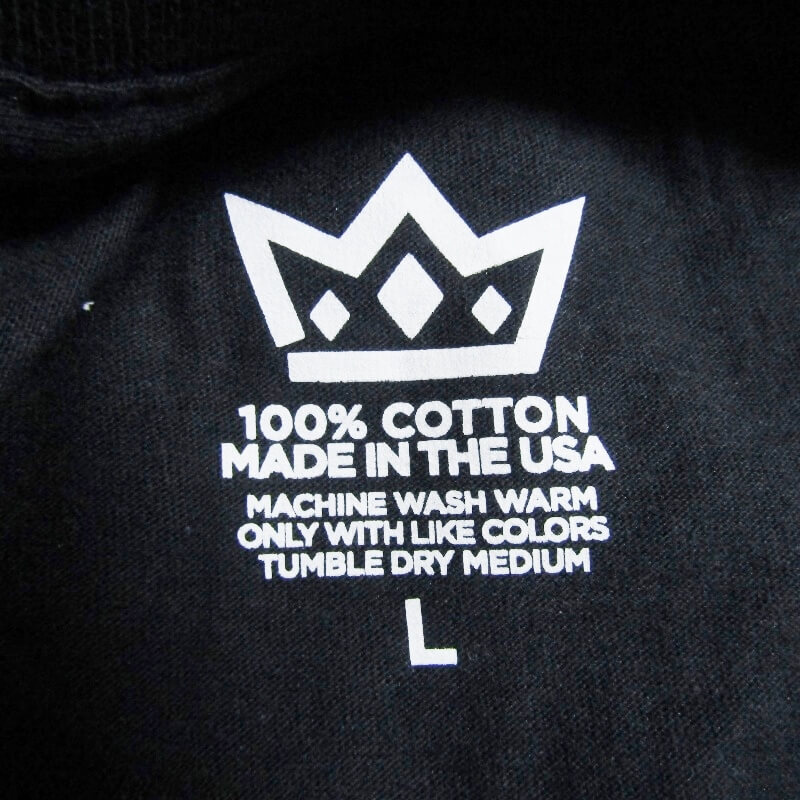 100% COTTON
MADE IN THE USA
MACHINE WASH WARM
ONLY WITH LIKE COLORS
TUMBLE DRY MEDIUM
L